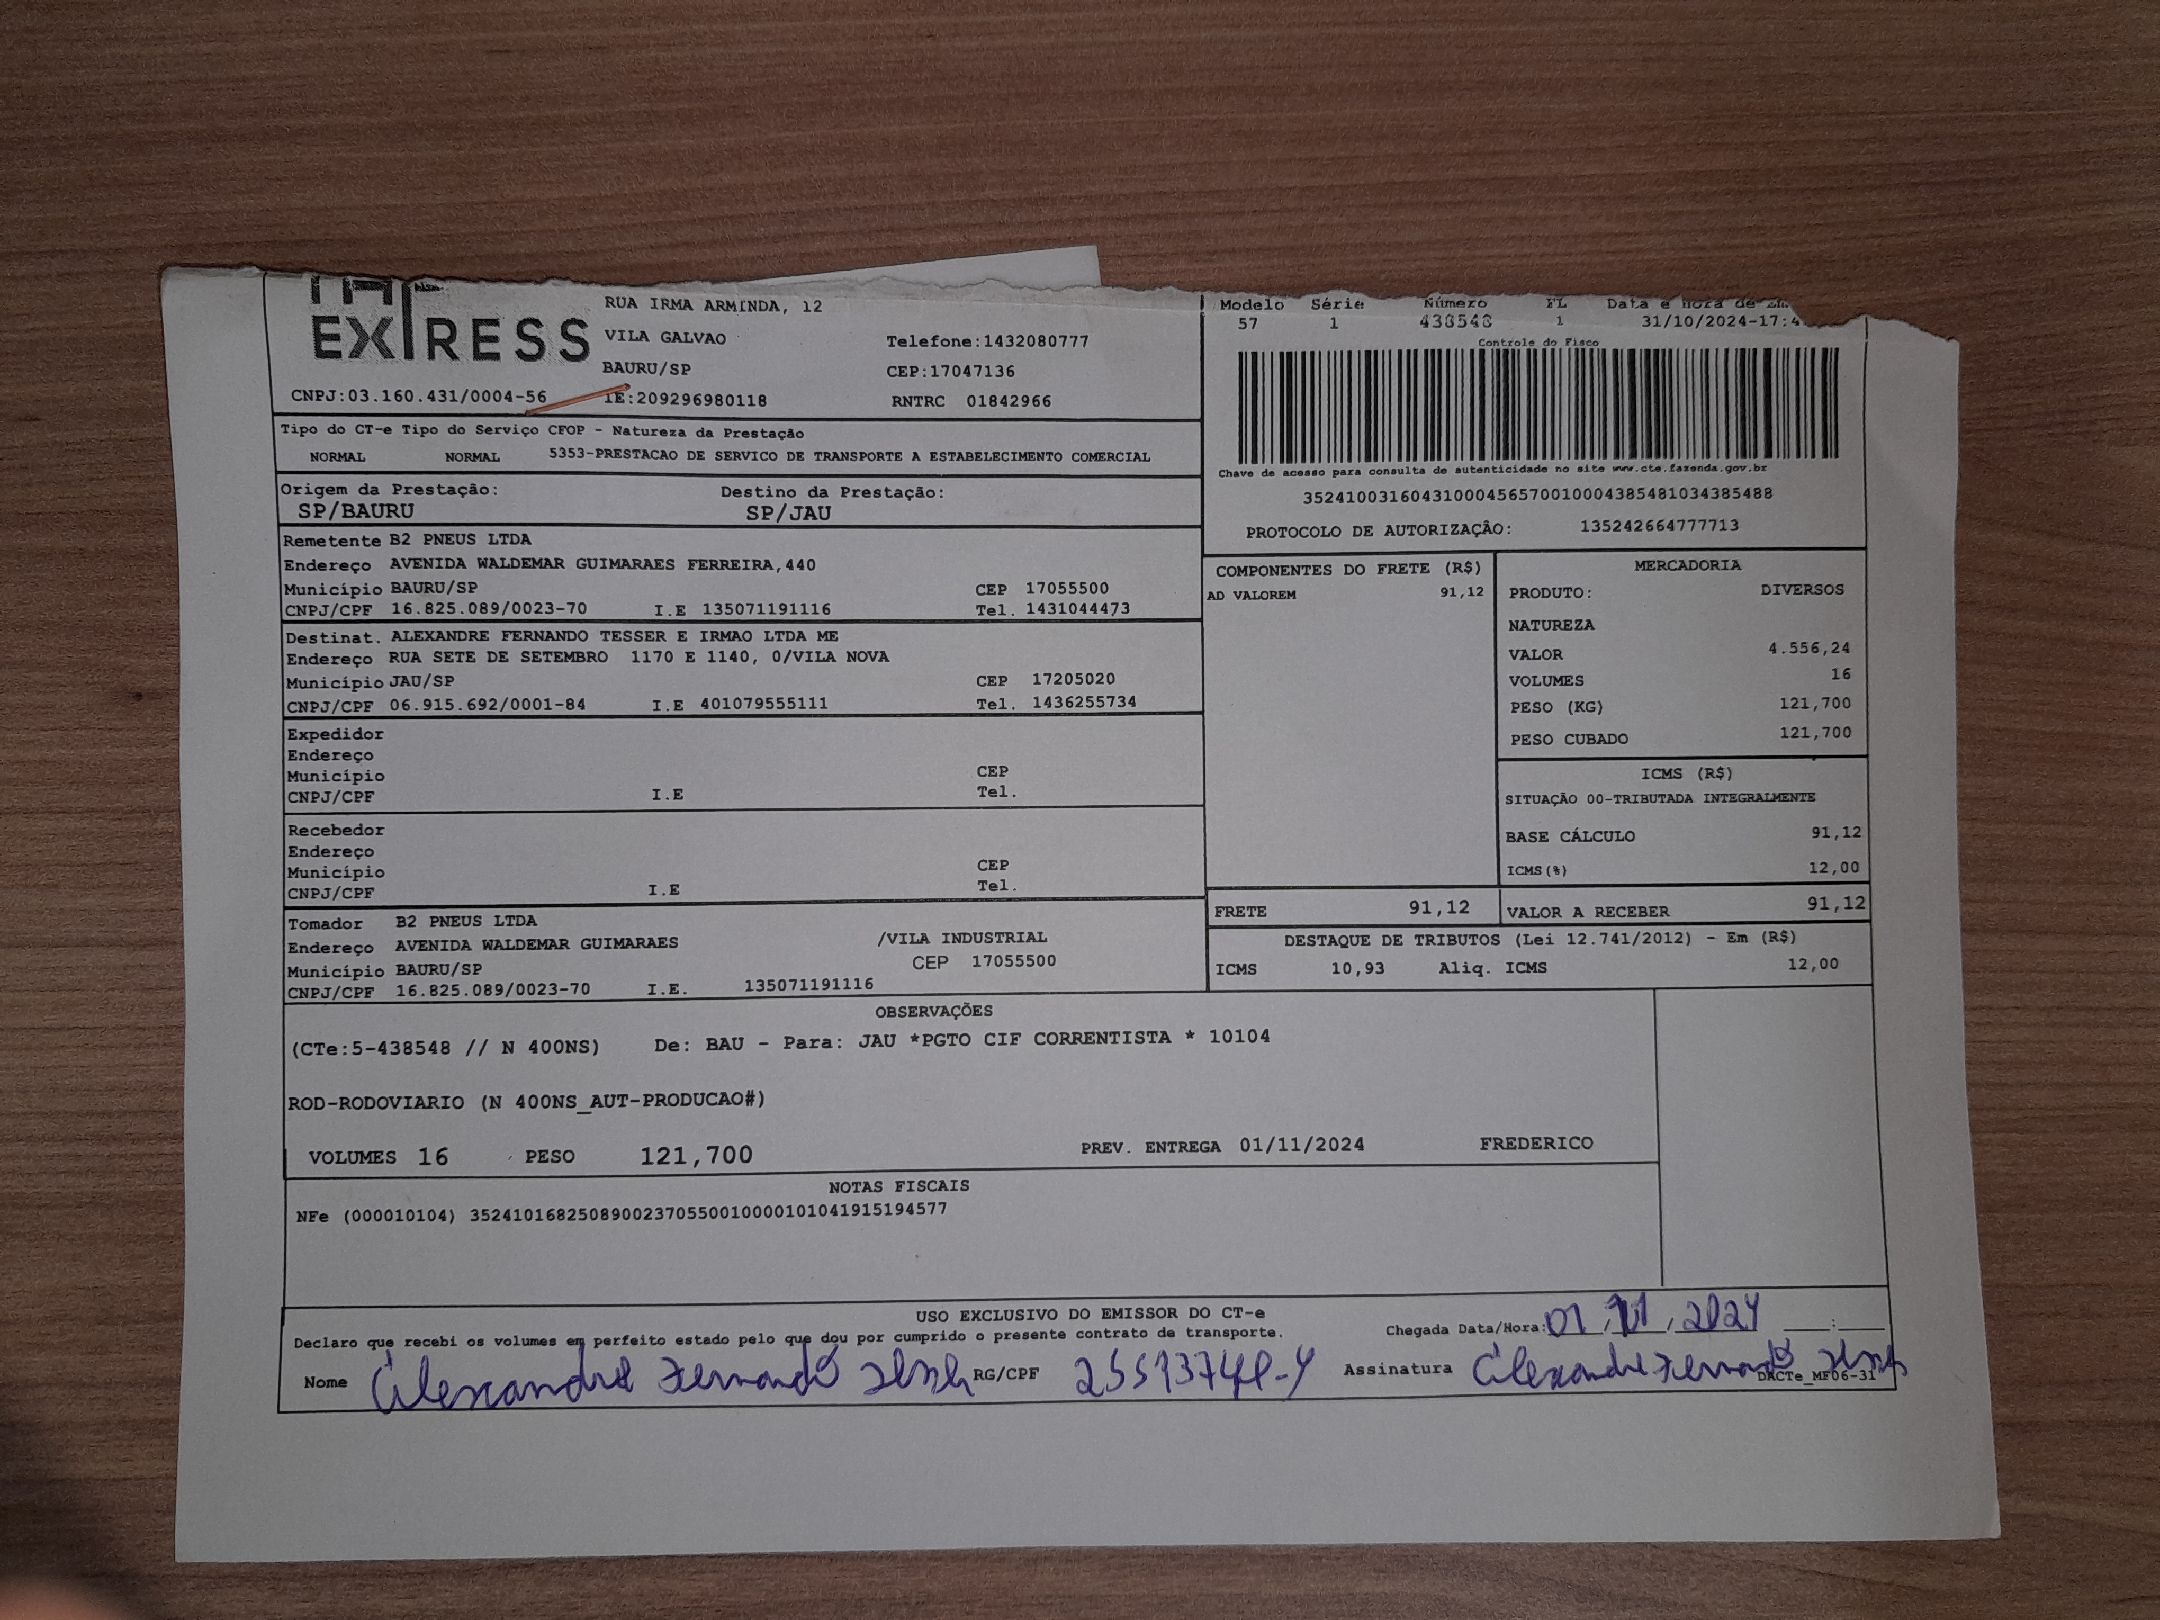 EXPRESS
RUA IRMA ARMINDA, 12
VILA GALVAO
Telefone:1432080777
BAURU/SP
CEP:17047136
CNPJ:03.160.431/0004-56
IE:209296980118
RNTRC 01842966
Modelo Série Número FL Data e hora de
57 1 438548 1 31/10/2024-17:4
Controle do Fisco
Chave de acesso para consulta de autenticidade no site www.cte.fazenda.gov.br
35241003160431000456570010004385481034385488
PROTOCOLO DE AUTORIZAÇÃO: 135242664777713
Tipo do CT-e Tipo do Serviço CFOP - Natureza da Prestação
NORMAL NORMAL 5353-PRESTACAO DE SERVICO DE TRANSPORTE A ESTABELECIMENTO COMERCIAL
Origem da Prestação: Destino da Prestação:
SP/BAURU SP/JAU
Remetente B2 PNEUS LTDA
Endereço AVENIDA WALDEMAR GUIMARAES FERREIRA,440
Município BAURU/SP CEP 17055500
CNPJ/CPF 16.825.089/0023-70 I.E 135071191116 Tel. 1431044473
Destinat. ALEXANDRE FERNANDO TESSER E IRMAO LTDA ME
Endereço RUA SETE DE SETEMBRO 1170 E 1140, 0/VILA NOVA
Município JAU/SP CEP 17205020
CNPJ/CPF 06.915.692/0001-84 I.E 401079555111 Tel. 1436255734
Expedidor
Endereço
Município CEP
CNPJ/CPF I.E Tel.
Recebedor
Endereço
Município CEP
CNPJ/CPF I.E Tel.
Tomador B2 PNEUS LTDA
Endereço AVENIDA WALDEMAR GUIMARAES /VILA INDUSTRIAL
Município BAURU/SP CEP 17055500
CNPJ/CPF 16.825.089/0023-70 I.E. 135071191116
COMPONENTES DO FRETE (R$)
AD VALOREM 91,12
MERCADORIA
PRODUTO: DIVERSOS
NATUREZA
VALOR 4.556,24
VOLUMES 16
PESO (KG) 121,700
PESO CUBADO 121,700
ICMS (R$)
SITUAÇÃO 00-TRIBUTADA INTEGRALMENTE
BASE CÁLCULO 91,12
ICMS(%) 12,00
FRETE 91,12 VALOR A RECEBER 91,12
DESTAQUE DE TRIBUTOS (Lei 12.741/2012) - Em (R$)
ICMS 10,93 Aliq. ICMS 12,00
OBSERVAÇÕES
(CTe:5-438548 // N 400NS) De: BAU - Para: JAU *PGTO CIF CORRENTISTA * 10104
ROD-RODOVIARIO (N 400NS_AUT-PRODUCAO#)
VOLUMES 16 PESO 121,700 PREV. ENTREGA 01/11/2024 FREDERICO
NOTAS FISCAIS
NFe (000010104) 35241016825089002370550010000101041915194577
USO EXCLUSIVO DO EMISSOR DO CT-e
Declaro que recebi os volumes em perfeito estado pelo que dou por cumprido o presente contrato de transporte. Chegada Data/Hora: 01/11/2024 __:__
Nome Alexandre Fernando RG/CPF Assinatura Alexandre Fernando
DACTe_MF06-31